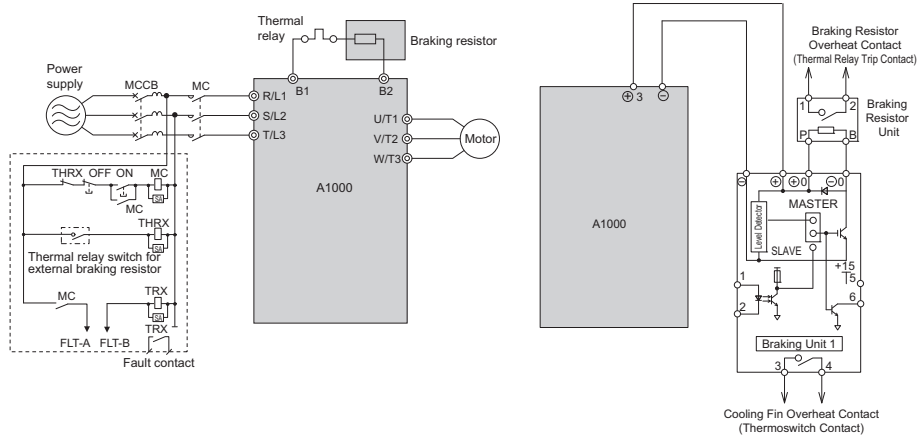 Thermal
relay
Braking resistor
Power
supply
MCCB
MC
B1
B2
R/L1
S/L2
T/L3
U/T1
V/T2
W/T3
Motor
A1000
THRX OFF ON MC
SA
MC
THRX
SA
Thermal relay switch for
external braking resistor
MC
TRX
SA
TRX
FLT-A FLT-B
Fault contact
⊕ 3 ⊖
A1000
Braking Resistor
Overheat Contact
(Thermal Relay Trip Contact)
1 2
P B
Braking
Resistor
Unit
⊖ ⊕ ⊕0 ⊖0
Level Detector
MASTER
SLAVE
+15
5
1
2
6
Braking Unit 1
3 4
Cooling Fin Overheat Contact
(Thermoswitch Contact)